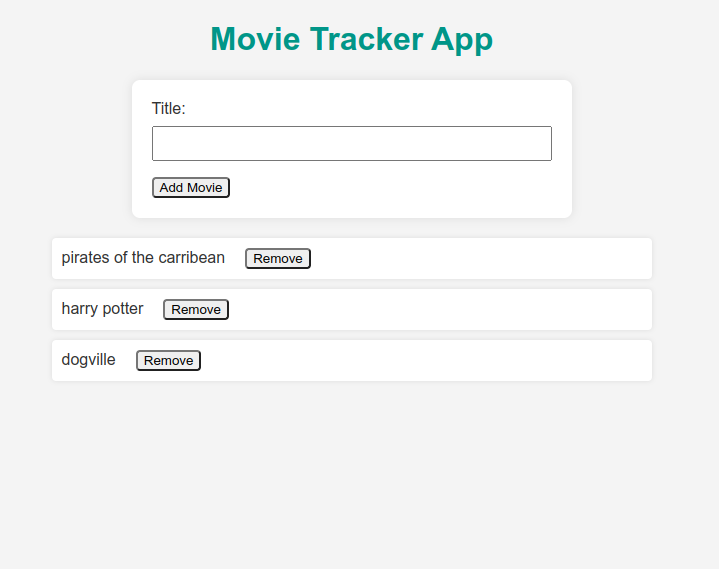 Movie Tracker App
Title:
Add Movie
pirates of the carribean Remove
harry potter Remove
dogville Remove